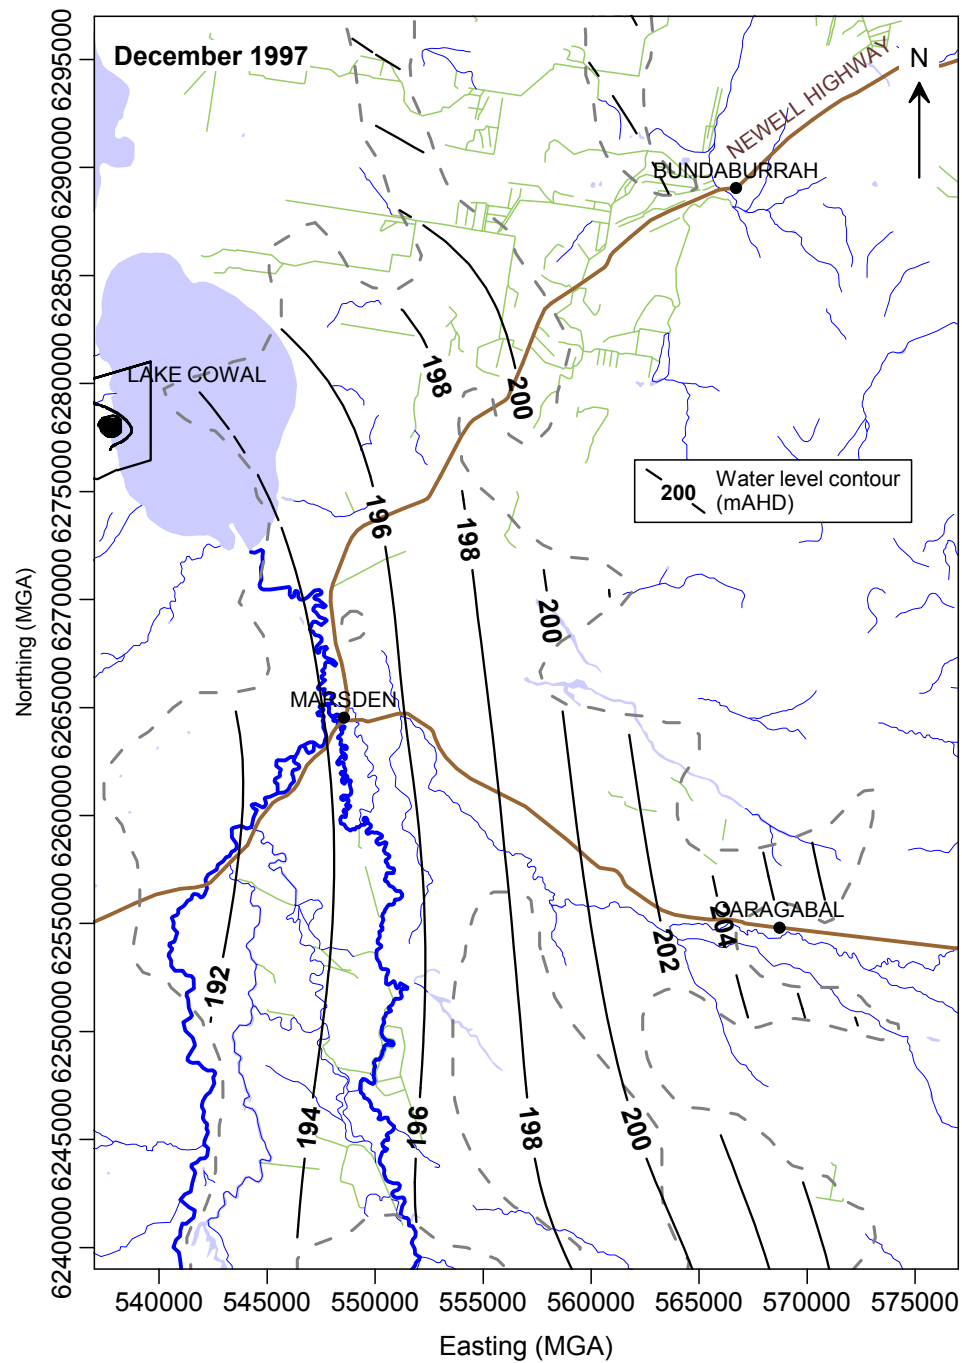 December 1997
N
NEWELL HIGHWAY
BUNDABURRAH
LAKE COWAL
198
200
200
Water level contour
(mAHD)
196
198
200
MARSDEN
CARAGABAL
204
202
192
194
196
198
200
6295000
6290000
6285000
6280000
6275000
6270000
6265000
6260000
6255000
6250000
6245000
6240000
Northing (MGA)
540000 545000 550000 555000 560000 565000 570000 575000
Easting (MGA)